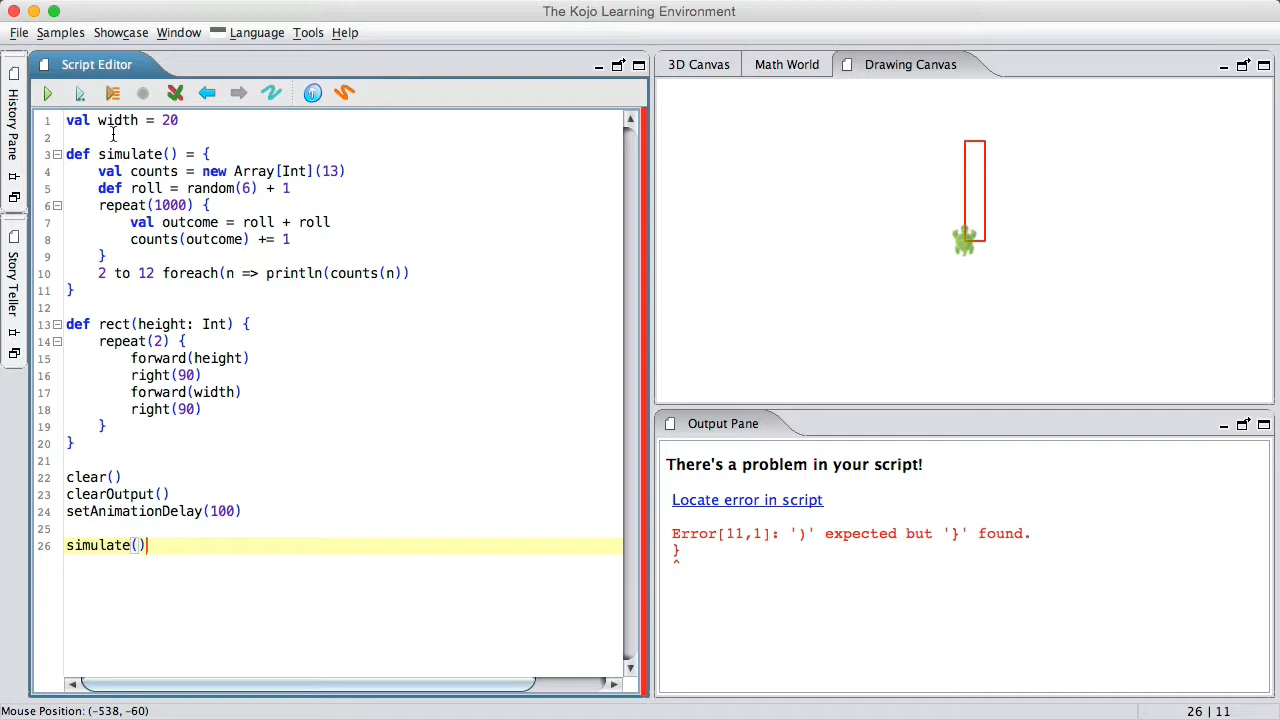 The Kojo Learning Environment
File Samples Showcase Window Language Tools Help
Script Editor
3D Canvas Math World Drawing Canvas
History Pane
Story Teller
1 val width = 20
2
3 def simulate() = {
4 val counts = new Array[Int](13)
5 def roll = random(6) + 1
6 repeat(1000) {
7 val outcome = roll + roll
8 counts(outcome) += 1
9 }
10 2 to 12 foreach(n => println(counts(n))
11 }
12
13 def rect(height: Int) {
14 repeat(2) {
15 forward(height)
16 right(90)
17 forward(width)
18 right(90)
19 }
20 }
21
22 clear()
23 clearOutput()
24 setAnimationDelay(100)
25
26 simulate()
Output Pane
There's a problem in your script!
Locate error in script
Error[11,1]: ')' expected but '}' found.
}
^
Mouse Position: (-538, -60)
26 | 11